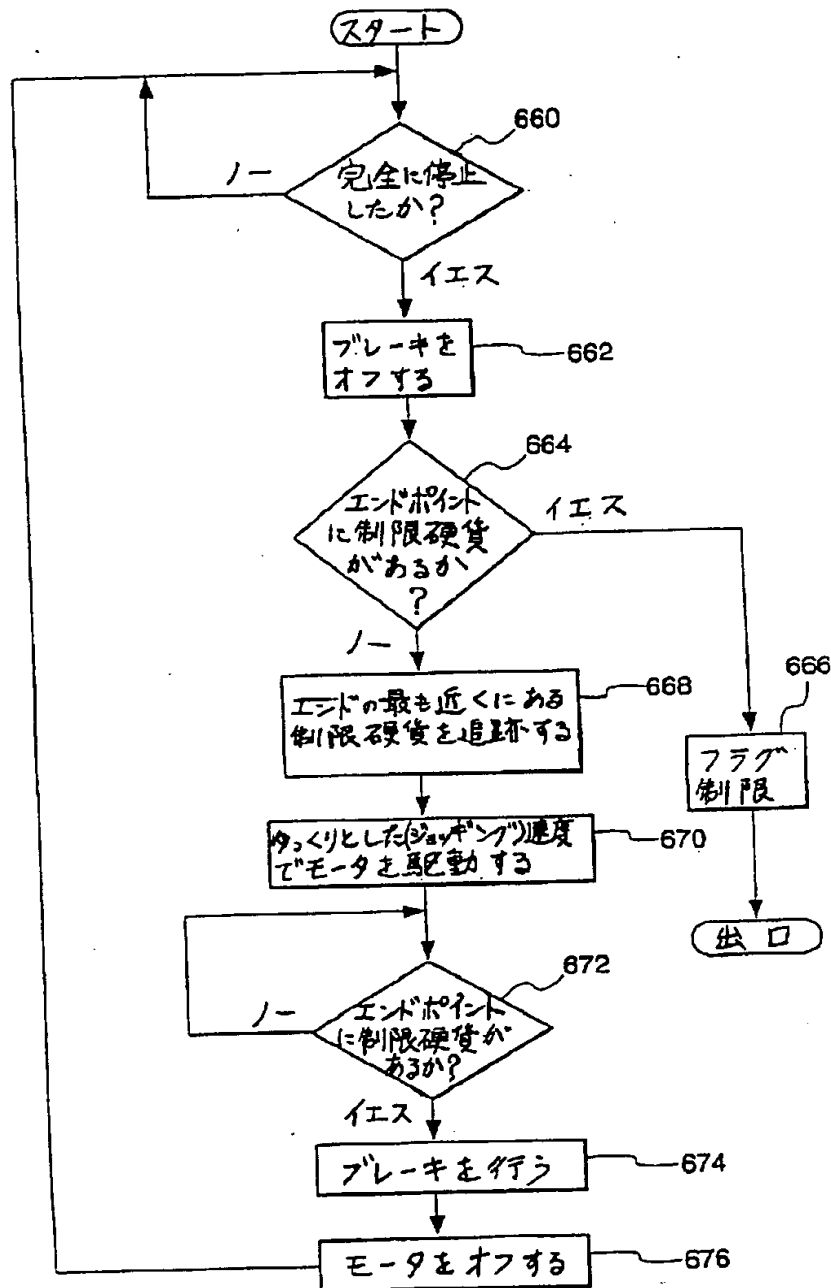 スタート
660
完全に停止
したか?
ノー
イエス
ブレーキを
オフする
662
664
エンドポイント
に制限硬貨
があるか
?
イエス
ノー
エンドの最も近くにある
制限硬貨を追跡する
668
666
フラグ
制限
ゆっくりとした(ジョッギング)速度
でモータを駆動する
670
出口
672
エンドポイント
に制限硬貨が
あるか?
ノー
イエス
ブレーキを行う
674
モータをオフする
676